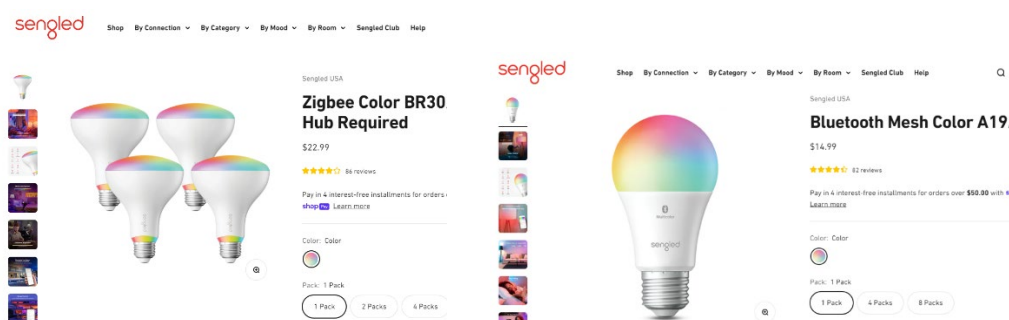 sengled
Shop By Connection By Category By Mood By Room Sengled Club Help
Sengled USA
Zigbee Color BR30
Hub Required
$22.99
86 reviews
Pay in 4 interest-free installments for orders
shop Pay Learn more
Color: Color
Pack: 1 Pack
1 Pack 2 Packs 4 Packs
sengled
Shop By Connection By Category By Mood By Room Sengled Club Help
Sengled USA
Bluetooth Mesh Color A19
$14.99
82 reviews
Pay in 4 interest-free installments for orders over $50.00 with
Learn more
Color: Color
Pack: 1 Pack
1 Pack 4 Packs 8 Packs
sengled